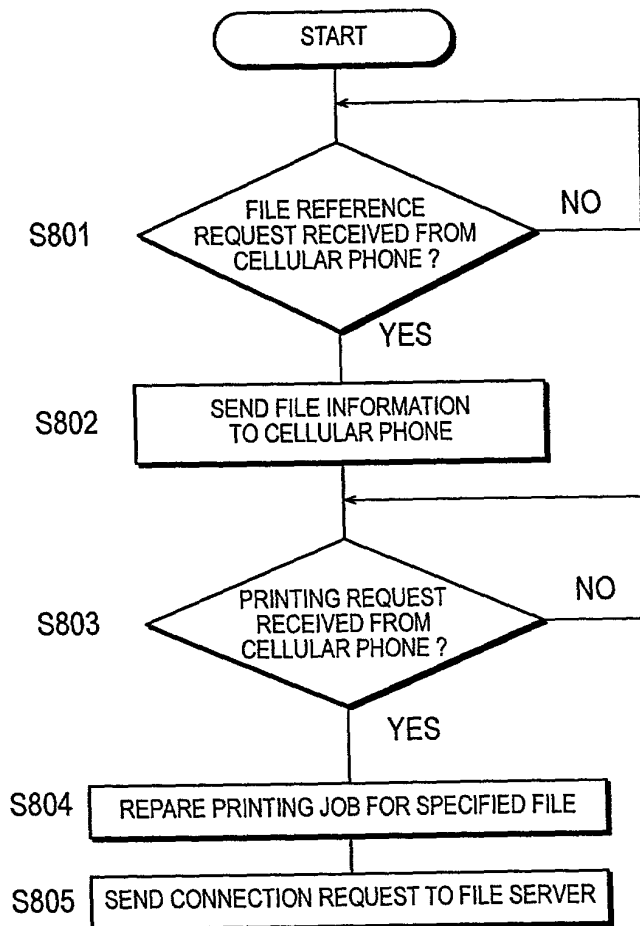 START
S801
FILE REFERENCE
REQUEST RECEIVED FROM
CELLULAR PHONE ?
NO
YES
S802
SEND FILE INFORMATION
TO CELLULAR PHONE
S803
PRINTING REQUEST
RECEIVED FROM
CELLULAR PHONE ?
NO
YES
S804
REPARE PRINTING JOB FOR SPECIFIED FILE
S805
SEND CONNECTION REQUEST TO FILE SERVER